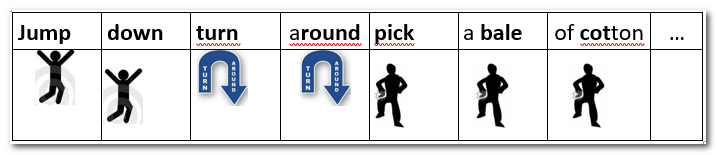 Jump down turn around pick a bale of cotton ...
TURN AROUND TURN AROUND